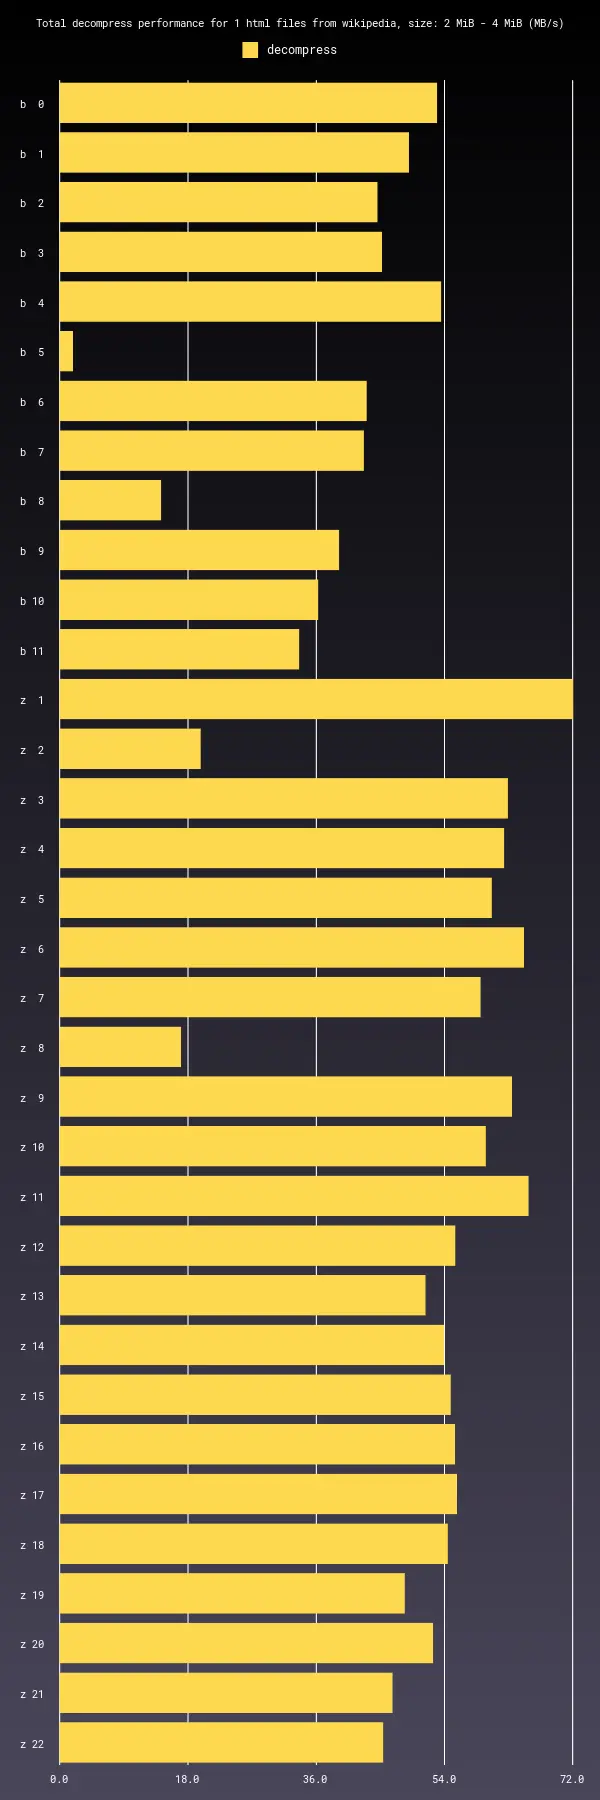 Total decompress performance for 1 html files from wikipedia, size: 2 MiB - 4 MiB (MB/s)
decompress
b 0
b 1
b 2
b 3
b 4
b 5
b 6
b 7
b 8
b 9
b 10
b 11
z 1
z 2
z 3
z 4
z 5
z 6
z 7
z 8
z 9
z 10
z 11
z 12
z 13
z 14
z 15
z 16
z 17
z 18
z 19
z 20
z 21
z 22
0.0 18.0 36.0 54.0 72.0